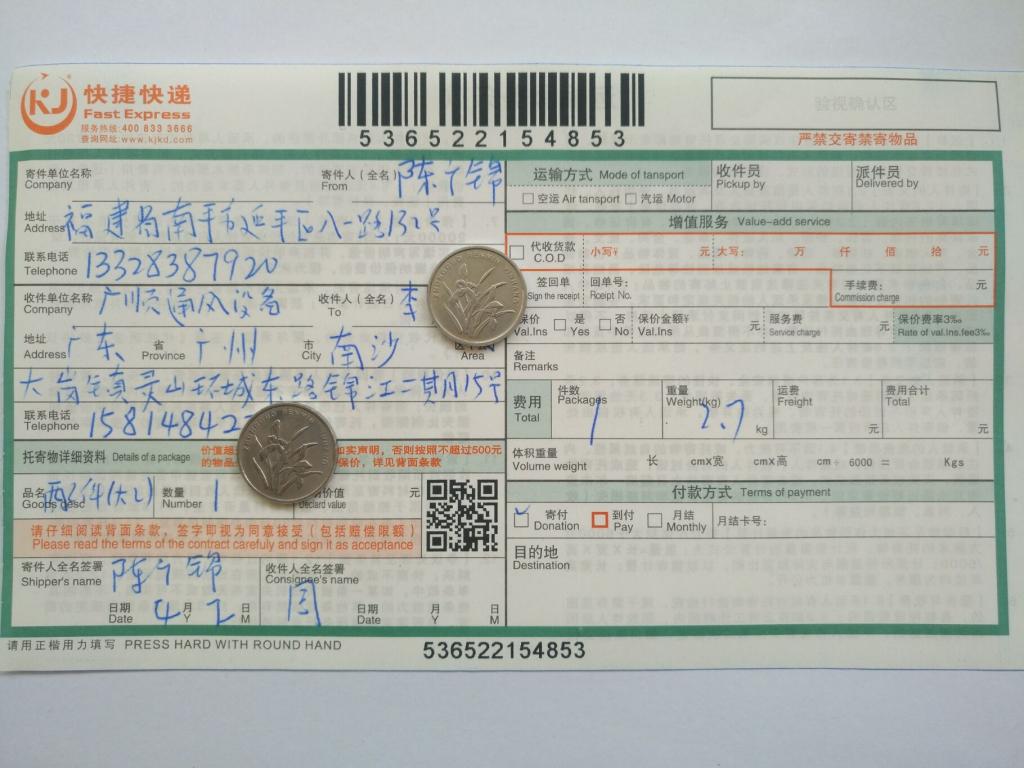 KJ 快捷快递
Fast Express
服务热线:400 833 3666
查询网址:www.kjkd.com
536522154853
严禁交寄禁寄物品
寄件单位名称 Company
寄件人（全名） From 陈广锦
地址 Address 福建省南平市延平区八一路132号
联系电话 Telephone 13328387920
收件单位名称 Company 广顺通风设备
收件人（全名） To 李
地址 Address 广东 省 Province 广州 市 City 南沙 Area
大岗镇灵山环城东路锦江二期15号
联系电话 Telephone 15814842
托寄物详细资料 Details of a package
如实声明，否则按照不超过500元
保价，详见背面条款
品名 Goods desc 配件 数量 Number 1 价值 Declard value 元
请仔细阅读背面条款，签字即视为同意接受（包括赔偿限额）
Please read the terms of the contract carefully and sign it as acceptance
寄件人全名签署 Shipper's name 陈广锦
日期 Date 4 月 Y 2 日 M
收件人全名签署 Consignee's name 周
日期 Date 月 Y 日 M
运输方式 Mode of tansport
空运 Air tansport 汽运 Motor
收件员 Pickup by
派件员 Delivered by
增值服务 Value-add service
代收货款 C.O.D 小写¥ 元 大写: 万 仟 佰 拾 元
签回单 Sign the receipt 回单号: Rceipt No. 手续费: Commission charge
保价 Val.Ins 是 Yes 否 No 保价金额¥ Val.Ins 元 服务费 Service charge 元 保价费率3‰ Rate of val.Ins.fee3‰
备注 Remarks
费用 Total 件数 Packages 1 重量 Weight(kg) 2.7 kg 运费 Freight 元 费用合计 Total 元
体积重量 Volume weight 长 cm×宽 cm×高 cm÷ 6000 = Kgs
付款方式 Terms of payment
寄付 Donation 到付 Pay 月结 Monthly 月结卡号:
目的地 Destination
请用正楷用力填写 PRESS HARD WITH ROUND HAND
536522154853